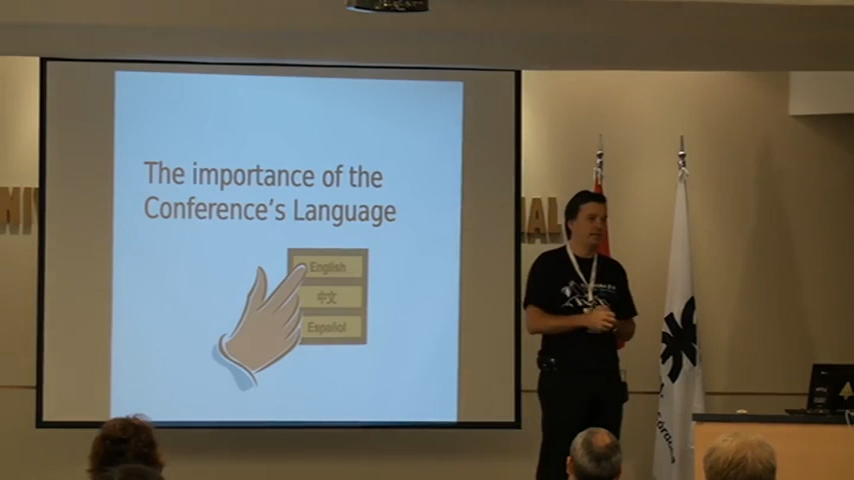 The importance of the
Conference's Language
English
中文
Español